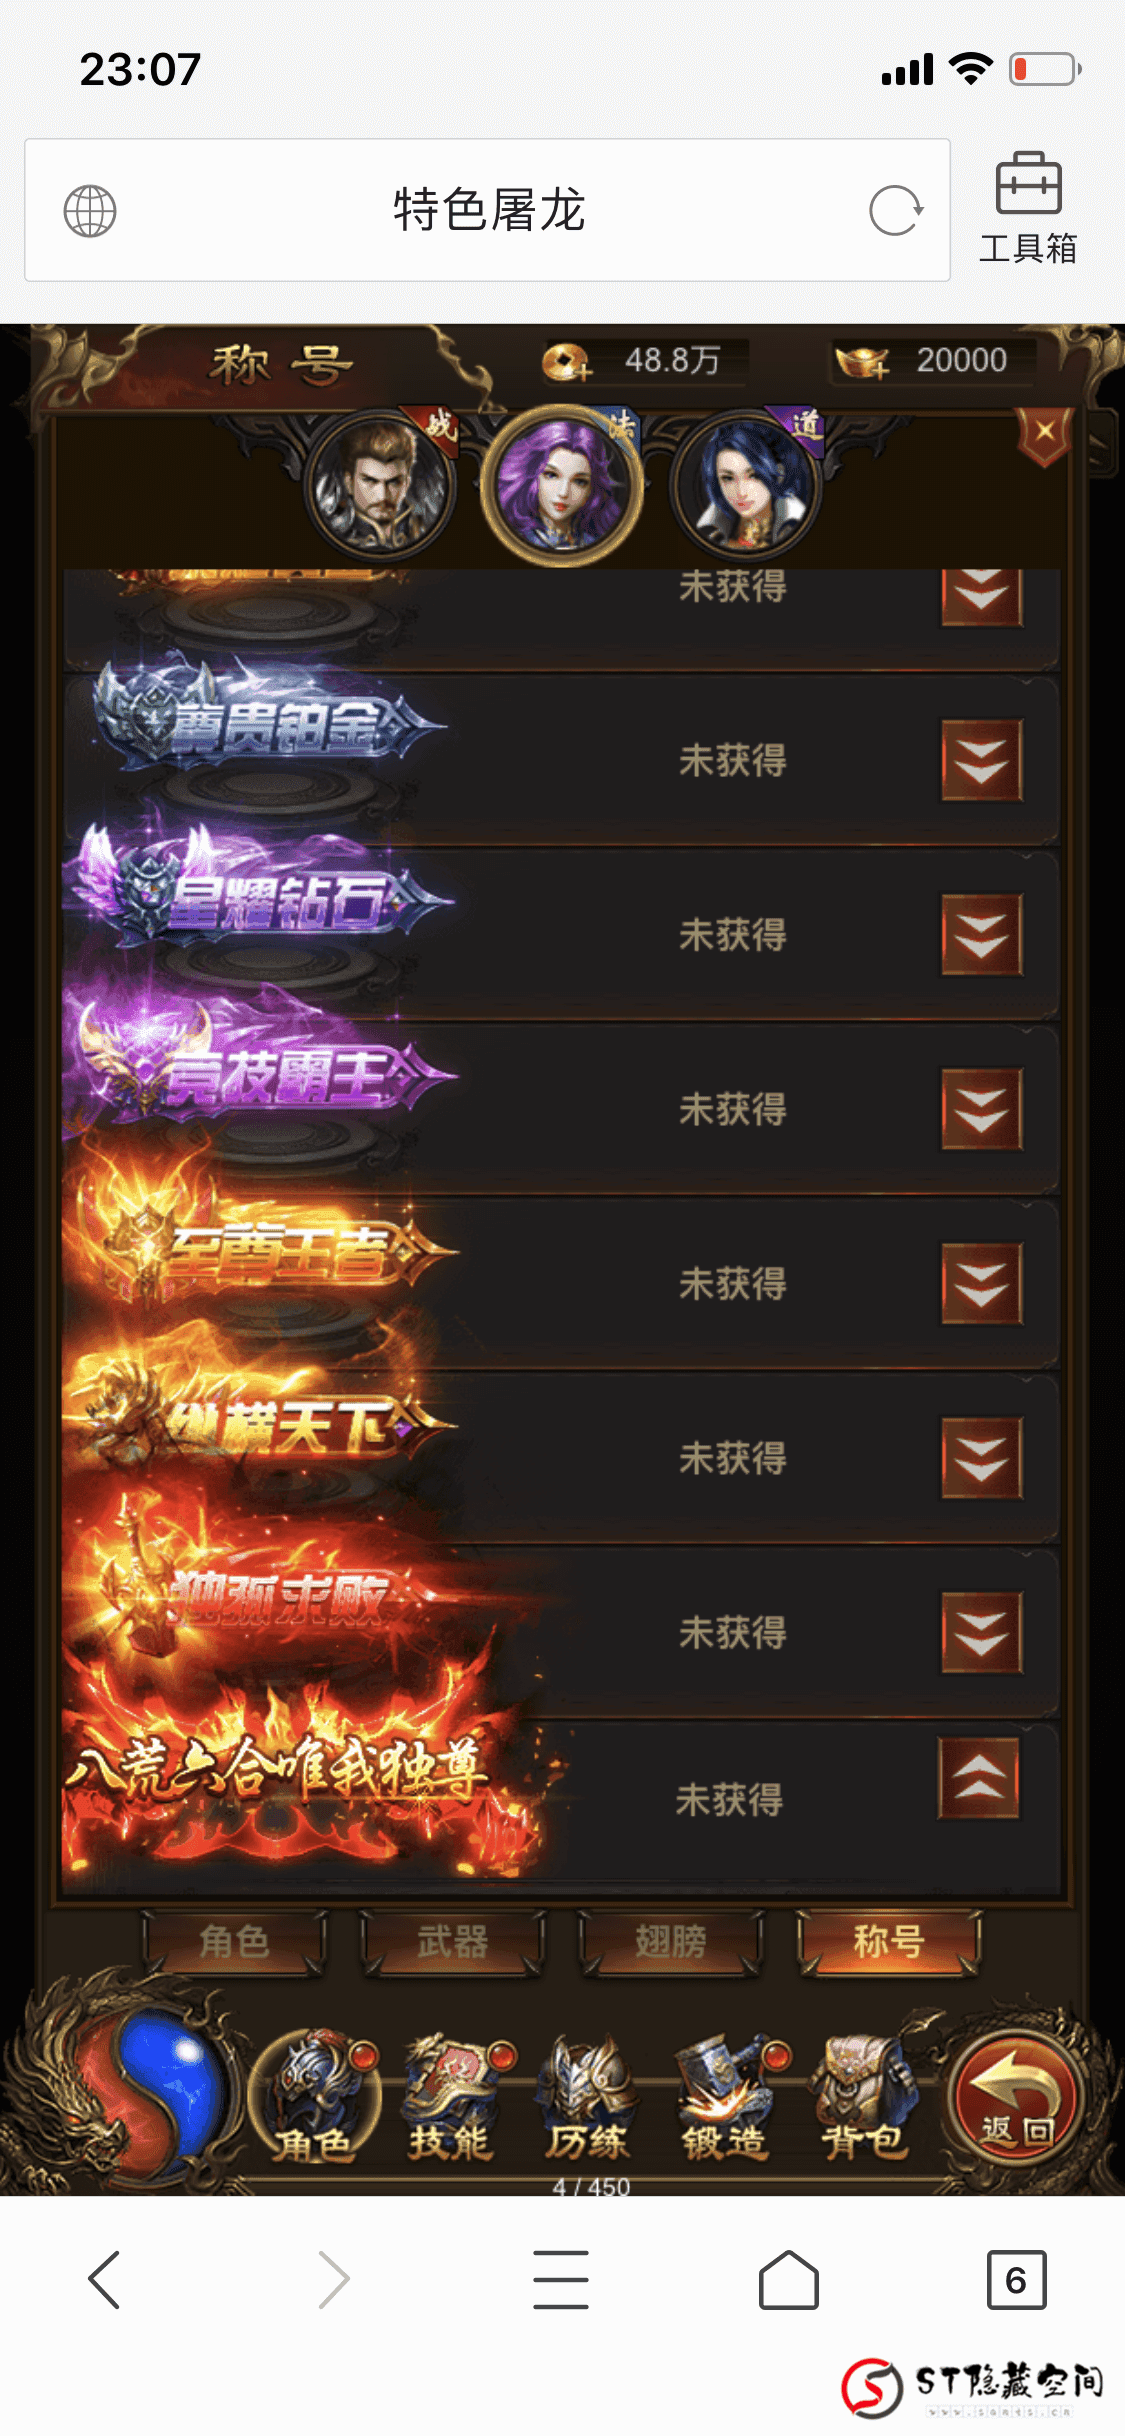 23:07
特色屠龙
工具箱
称号
48.8万
20000
战
法
道
未获得
尊贵铂金
未获得
星耀钻石
未获得
竞技霸主
未获得
至尊王者
未获得
纵横天下
未获得
独孤求败
未获得
八荒六合唯我独尊
未获得
角色
武器
翅膀
称号
角色
技能
历练
锻造
背包
返回
4 / 450
6
ST隐藏空间